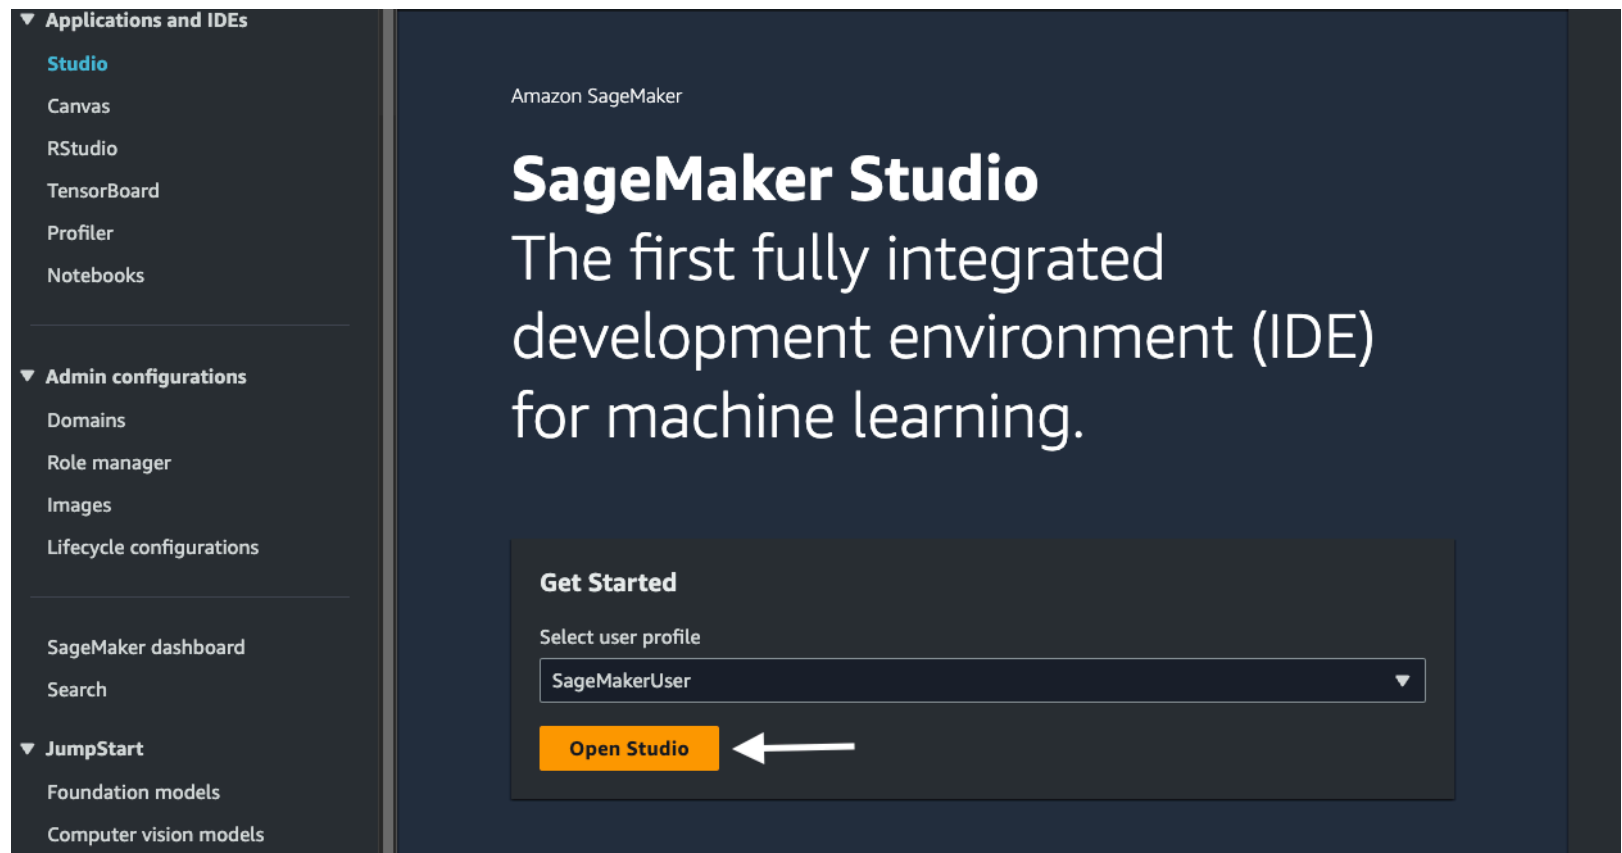 Applications and IDEs
Studio
Canvas
RStudio
TensorBoard
Profiler
Notebooks
Admin configurations
Domains
Role manager
Images
Lifecycle configurations
SageMaker dashboard
Search
JumpStart
Foundation models
Computer vision models
Amazon SageMaker
SageMaker Studio
The first fully integrated
development environment (IDE)
for machine learning.
Get Started
Select user profile
SageMakerUser
Open Studio